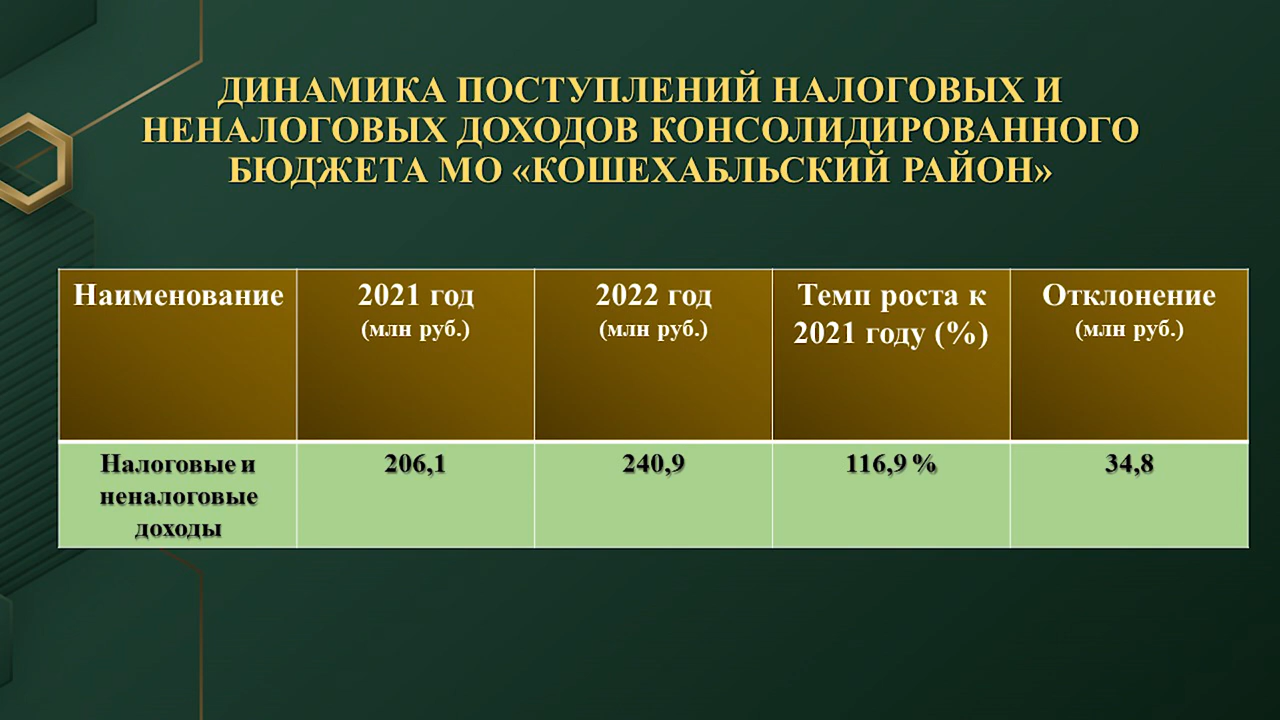 ДИНАМИКА ПОСТУПЛЕНИЙ НАЛОГОВЫХ И
НЕНАЛОГОВЫХ ДОХОДОВ КОНСОЛИДИРОВАННОГО
БЮДЖЕТА МО «КОШЕХАБЛЬСКИЙ РАЙОН»
Наименование
2021 год
(млн руб.)
2022 год
(млн руб.)
Темп роста к
2021 году (%)
Отклонение
(млн руб.)
Налоговые и
неналоговые
доходы
206,1
240,9
116,9 %
34,8